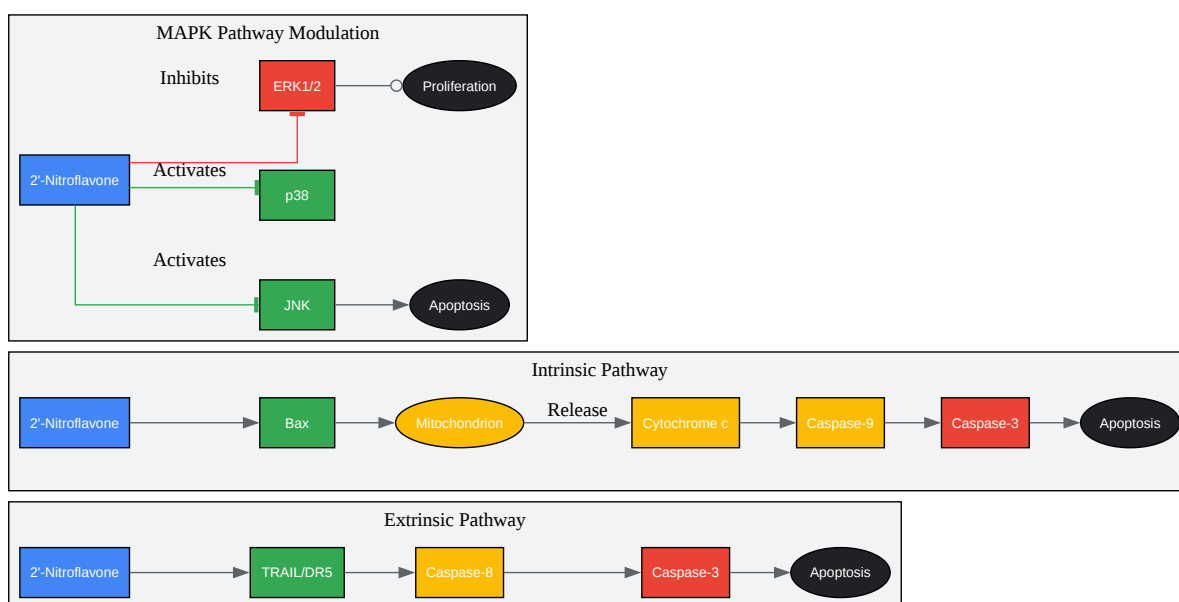 MAPK Pathway Modulation
Inhibits
ERK1/2
Proliferation
2'-Nitroflavone
Activates
p38
Activates
JNK
Apoptosis
Intrinsic Pathway
2'-Nitroflavone
Bax
Mitochondrion
Release
Cytochrome c
Caspase-9
Caspase-3
Apoptosis
Extrinsic Pathway
2'-Nitroflavone
TRAIL/DR5
Caspase-8
Caspase-3
Apoptosis